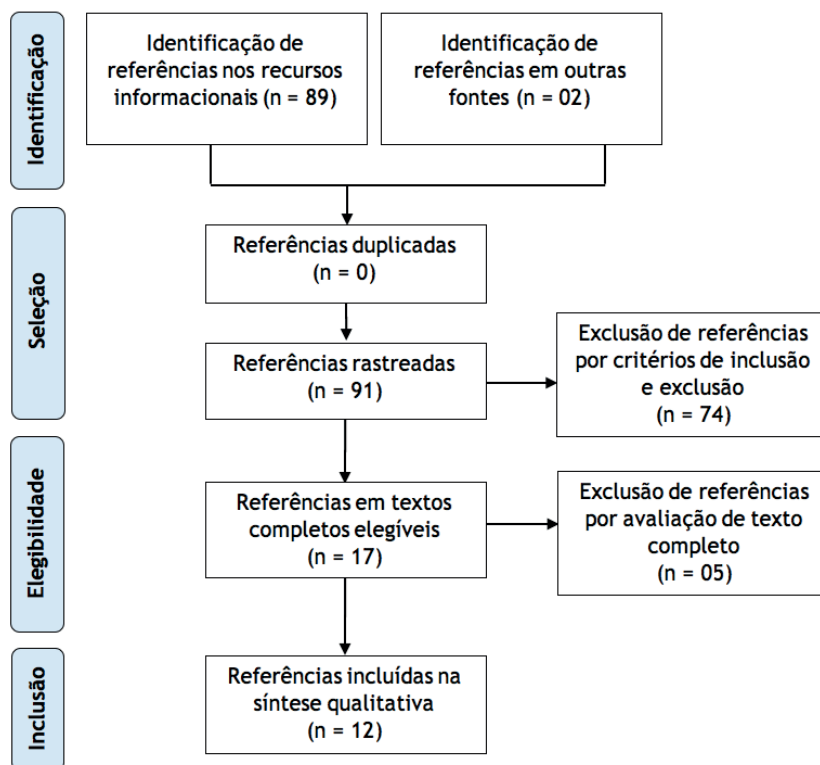 Identificação
Identificação de
referências nos recursos
informacionais (n = 89)
Identificação de
referências em outras
fontes (n = 02)
Seleção
Referências duplicadas
(n = 0)
Referências rastreadas
(n = 91)
Exclusão de referências
por critérios de inclusão
e exclusão
(n = 74)
Elegibilidade
Referências em textos
completos elegíveis
(n = 17)
Exclusão de referências
por avaliação de texto
completo
(n = 05)
Inclusão
Referências incluídas na
síntese qualitativa
(n = 12)